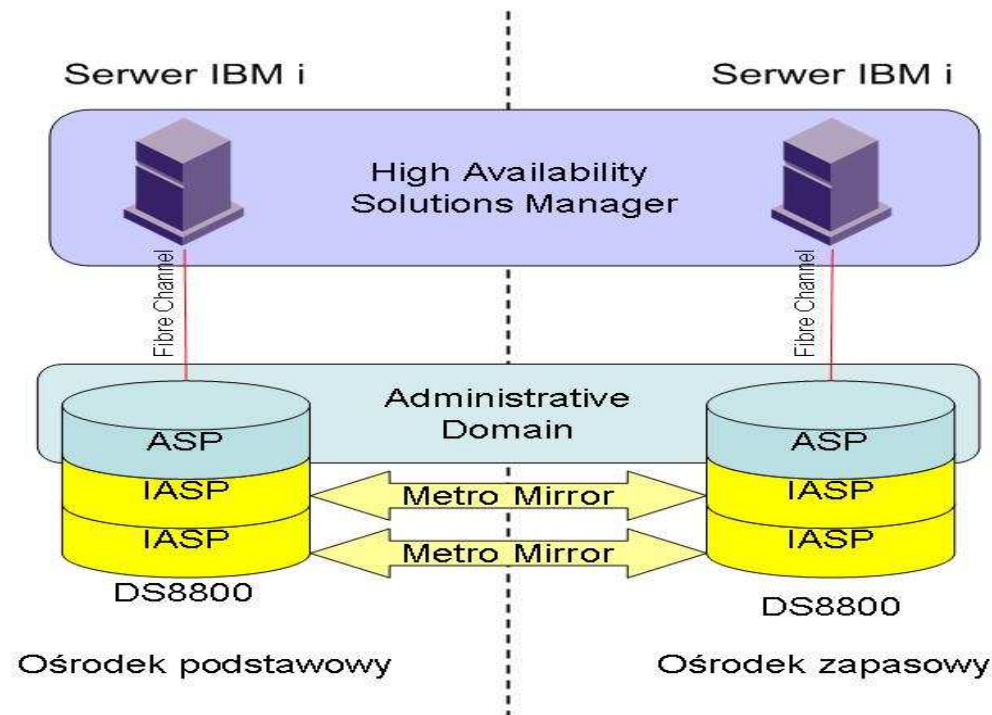 Serwer IBM i
Serwer IBM i
High Availability
Solutions Manager
Fibre Channel
Fibre Channel
Administrative
Domain
ASP
ASP
IASP
Metro Mirror
IASP
IASP
Metro Mirror
IASP
DS8800
DS8800
Ośrodek podstawowy
Ośrodek zapasowy